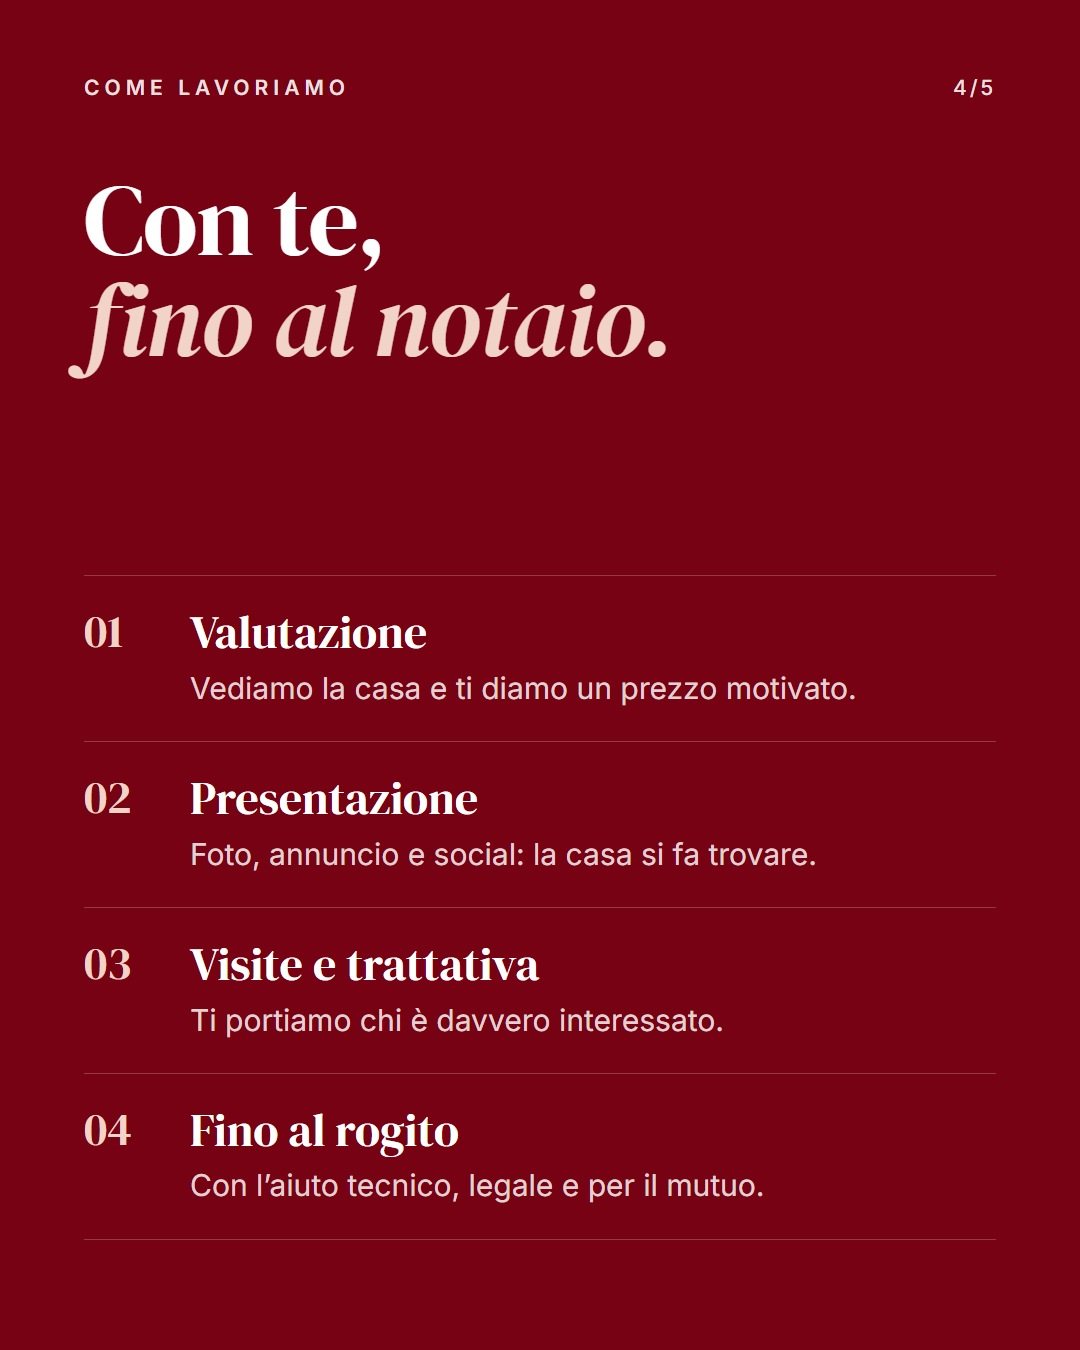 COME LAVORIAMO
4/5
Con te,
fino al notaio.
01
Valutazione
Vediamo la casa e ti diamo un prezzo motivato.
02
Presentazione
Foto, annuncio e social: la casa si fa trovare.
03
Visite e trattativa
Ti portiamo chi è davvero interessato.
04
Fino al rogito
Con l’aiuto tecnico, legale e per il mutuo.